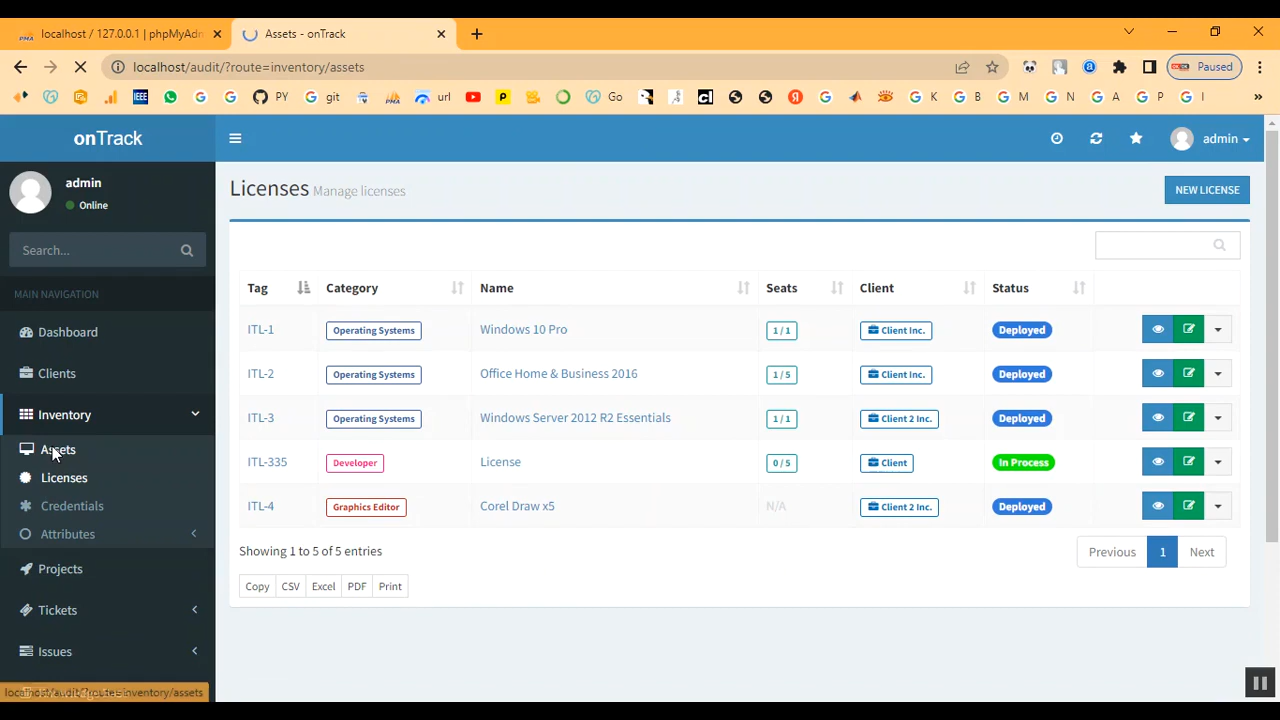 localhost / 127.0.0.1 | phpMyAdn
Assets - onTrack
localhost/audit/?route=inventory/assets
Paused
IEEE
PY
git
url
Go
K
B
M
N
A
P
I
onTrack
admin
admin
Online
Search...
MAIN NAVIGATION
Dashboard
Clients
Inventory
Assets
Licenses
Credentials
Attributes
Projects
Tickets
Issues
localhost/audit/?route=inventory/assets
Licenses Manage licenses
NEW LICENSE
Tag Category Name Seats Client Status
ITL-1 Operating Systems Windows 10 Pro 1 / 1 Client Inc. Deployed
ITL-2 Operating Systems Office Home & Business 2016 1 / 5 Client Inc. Deployed
ITL-3 Operating Systems Windows Server 2012 R2 Essentials 1 / 1 Client 2 Inc. Deployed
ITL-335 Developer License 0 / 5 Client In Process
ITL-4 Graphics Editor Corel Draw x5 N/A Client 2 Inc. Deployed
Showing 1 to 5 of 5 entries
Previous 1 Next
Copy CSV Excel PDF Print